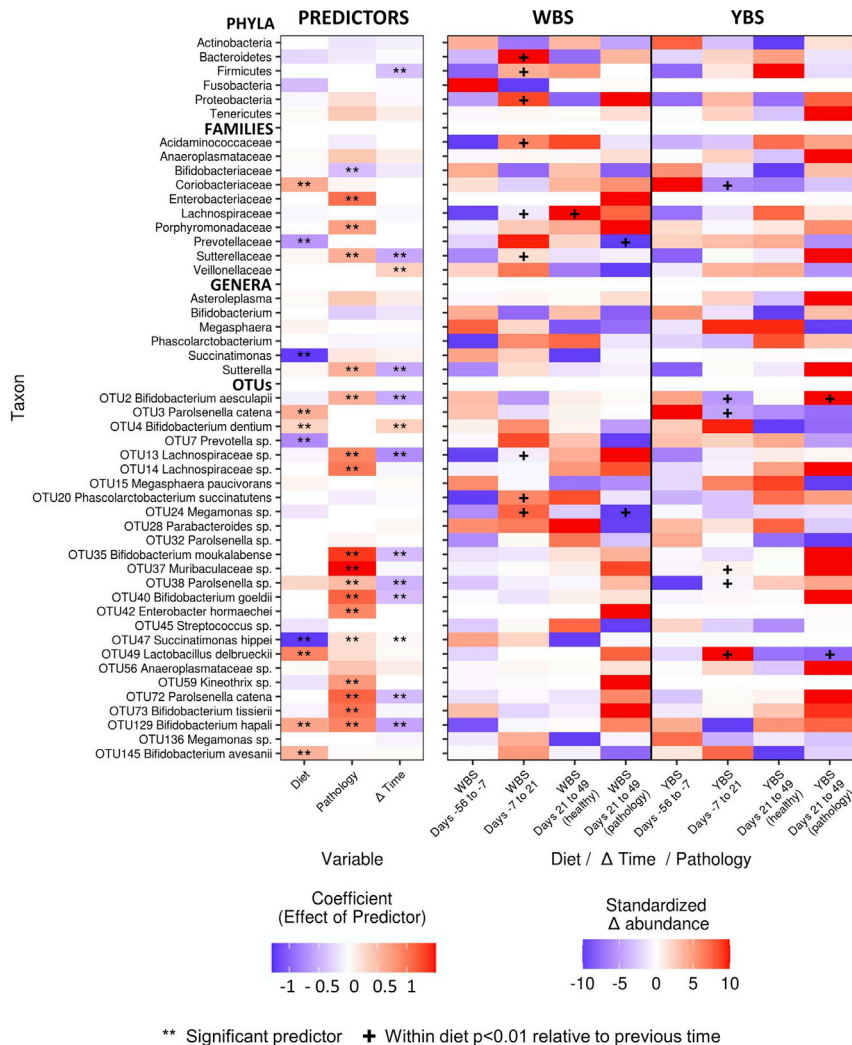 PHYLA PREDICTORS WBS YBS
Actinobacteria
Bacteroidetes +
Firmicutes ** +
Fusobacteria
Proteobacteria +
Tenericutes
FAMILIES
Acidaminococcaceae +
Anaeroplasmataceae
Bifidobacteriaceae **
Coriobacteriaceae ** +
Enterobacteriaceae **
Lachnospiraceae + +
Porphyromonadaceae **
Prevotellaceae ** +
Sutterellaceae ** ** +
Veillonellaceae **
GENERA
Asteroleplasma
Bifidobacterium
Megasphaera
Phascolarctobacterium
Succinatimonas **
Sutterella ** **
OTUs
OTU2 Bifidobacterium aesculapii ** ** + +
OTU3 Parolsenella catena ** +
OTU4 Bifidobacterium dentium ** **
OTU7 Prevotella sp. **
OTU13 Lachnospiraceae sp. ** ** +
OTU14 Lachnospiraceae sp. **
OTU15 Megasphaera paucivorans
OTU20 Phascolarctobacterium succinatutens +
OTU24 Megamonas sp. + +
OTU28 Parabacteroides sp.
OTU32 Parolsenella sp.
OTU35 Bifidobacterium moukalabense ** **
OTU37 Muribaculaceae sp. ** +
OTU38 Parolsenella sp. ** ** +
OTU40 Bifidobacterium goeldii ** **
OTU42 Enterobacter hormaechei **
OTU45 Streptococcus sp.
OTU47 Succinatimonas hippei ** ** **
OTU49 Lactobacillus delbrueckii ** + +
OTU56 Anaeroplasmataceae sp.
OTU59 Kineothrix sp. **
OTU72 Parolsenella catena ** **
OTU73 Bifidobacterium tissierii **
OTU129 Bifidobacterium hapali ** ** **
OTU136 Megamonas sp.
OTU145 Bifidobacterium avesanii **
Taxon
Diet
Pathology
Δ Time
WBS
Days -56 to -7
WBS
Days -7 to 21
WBS
Days 21 to 49
(healthy)
WBS
Days 21 to 49
(pathology)
YBS
Days -56 to -7
YBS
Days -7 to 21
YBS
Days 21 to 49
(healthy)
YBS
Days 21 to 49
(pathology)
Variable
Diet / Δ Time / Pathology
Coefficient
(Effect of Predictor)
-1 - 0.5 0 0.5 1
Standardized
Δ abundance
-10 -5 0 5 10
** Significant predictor + Within diet p<0.01 relative to previous time